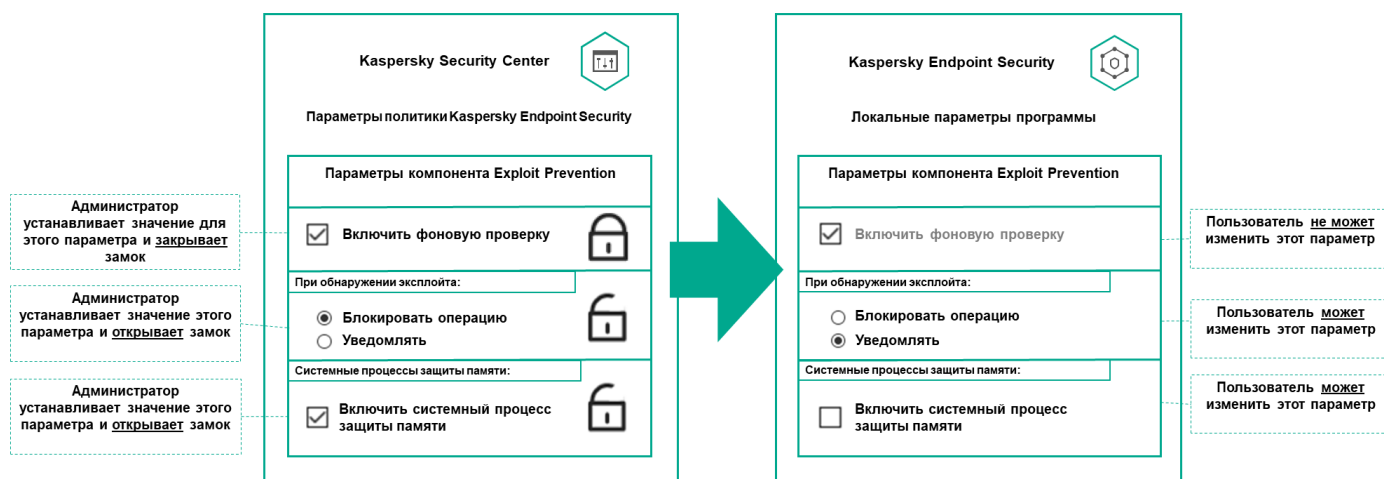 Kaspersky Security Center
Параметры политики Kaspersky Endpoint Security
Параметры компонента Exploit Prevention
Администратор
устанавливает значение для
этого параметра и закрывает
замок
Включить фоновую проверку
При обнаружении эксплойта:
Администратор
устанавливает значение этого
параметра и открывает замок
Блокировать операцию
Уведомлять
Системные процессы защиты памяти:
Администратор
устанавливает значение этого
параметра и открывает замок
Включить системный процесс
защиты памяти
Kaspersky Endpoint Security
Локальные параметры программы
Параметры компонента Exploit Prevention
Включить фоновую проверку
Пользователь не может
изменить этот параметр
При обнаружении эксплойта:
Блокировать операцию
Уведомлять
Пользователь может
изменить этот параметр
Системные процессы защиты памяти:
Включить системный процесс
защиты памяти
Пользователь может
изменить этот параметр